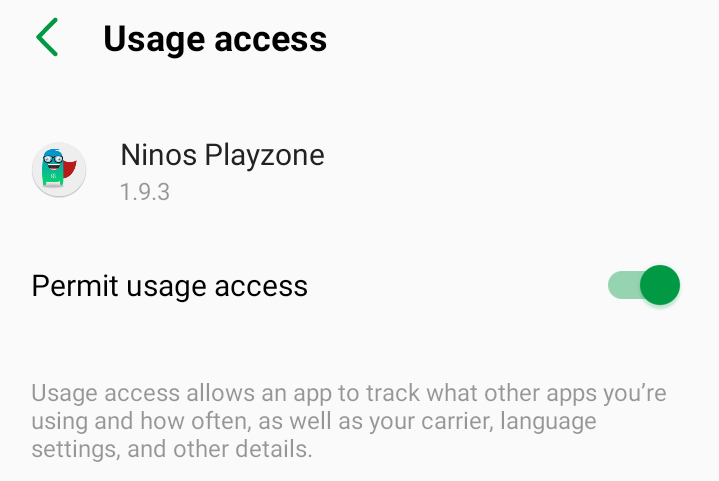 Usage access
Ninos Playzone
1.9.3
Permit usage access
Usage access allows an app to track what other apps you’re
using and how often, as well as your carrier, language
settings, and other details.